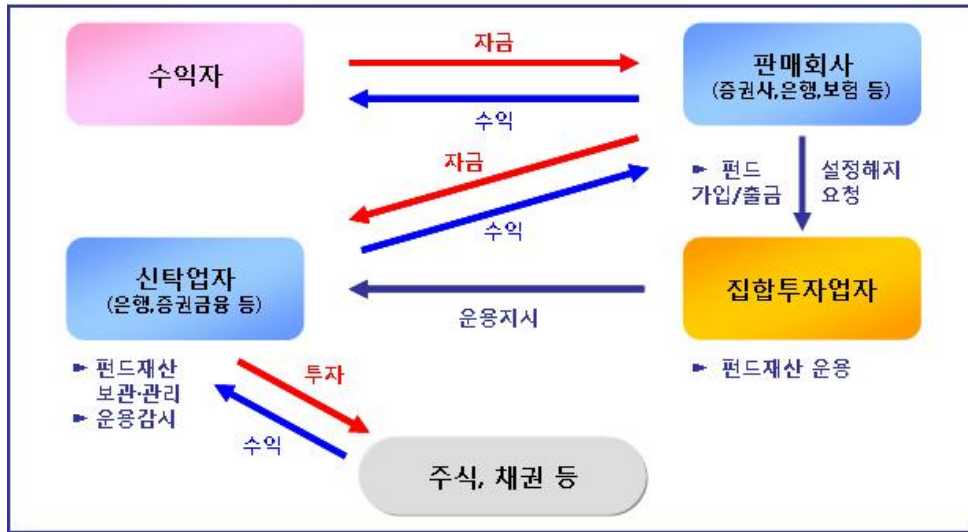 수익자
자금
수익
판매회사
(증권사,은행,보험 등)
자금
수익
► 펀드
가입/출금
설정해지
요청
신탁업자
(은행,증권금융 등)
운용지시
집합투자업자
► 펀드재산
보관·관리
► 운용감시
투자
수익
► 펀드재산 운용
주식, 채권 등